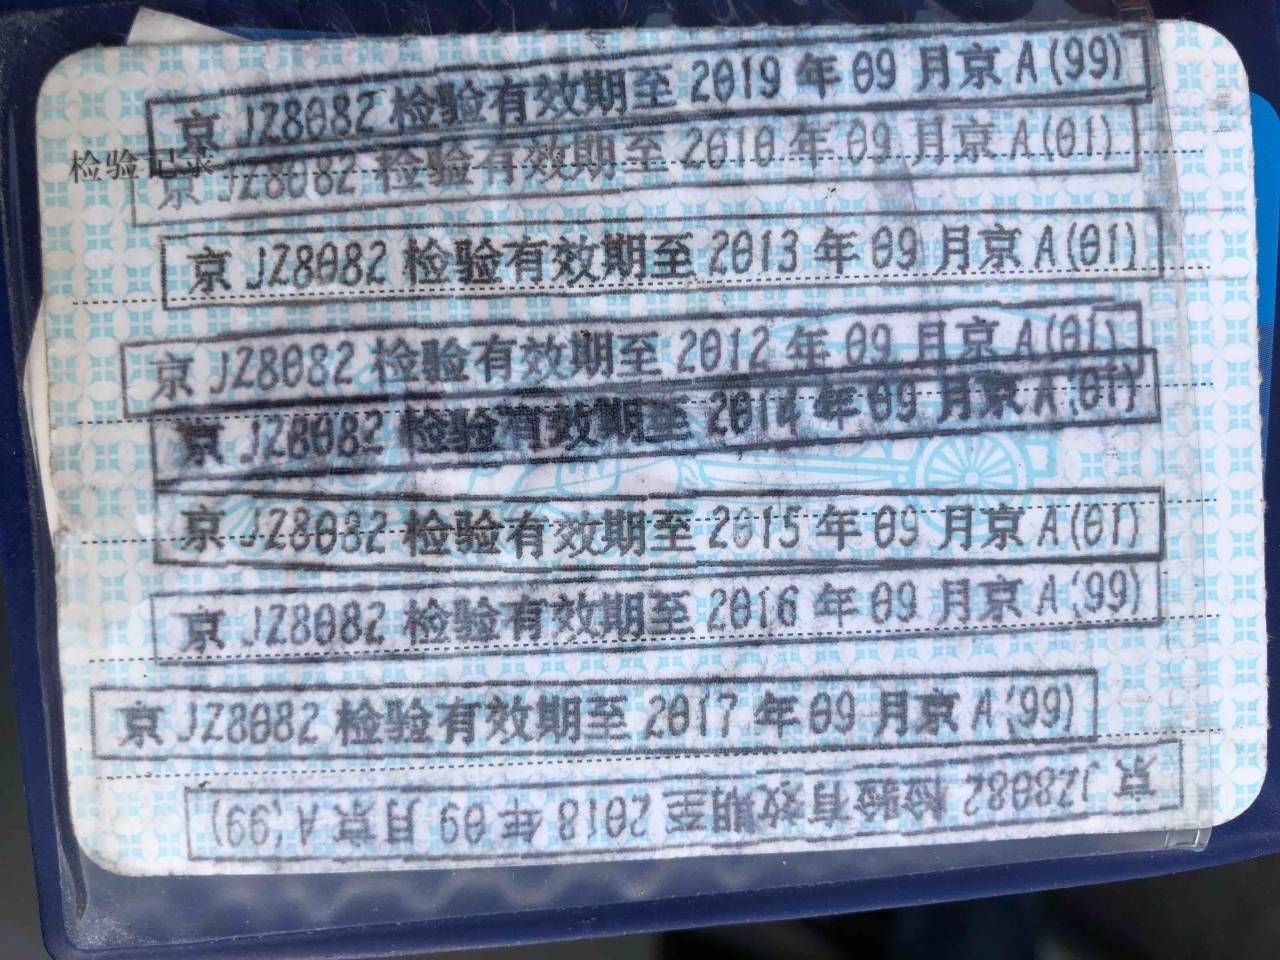 京 JZ8082 检验有效期至 2019 年 09 月京 A(99)
检验记录
京 JZ8082 检验有效期至 2010 年 09 月京 A(01)
京 JZ8082 检验有效期至 2013 年 09 月京 A(01)
京 JZ8082 检验有效期至 2012 年 09 月京 A(01)
京 JZ8082 检验有效期至 2014 年 09 月京 A(01)
京 JZ8082 检验有效期至 2015 年 09 月京 A(01)
京 JZ8082 检验有效期至 2016 年 09 月京 A(99)
京 JZ8082 检验有效期至 2017 年 09 月京 A(99)
京 JZ8082 检验有效期至 2018 年 09 月京 A(99)